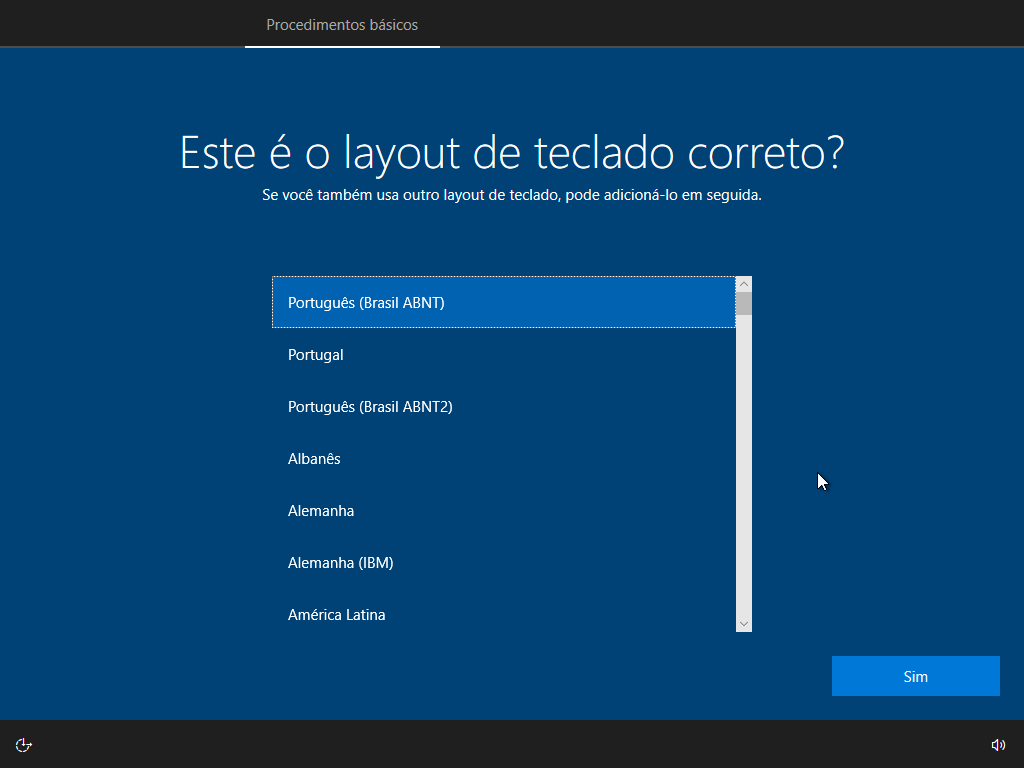 Procedimentos básicos
Este é o layout de teclado correto?
Se você também usa outro layout de teclado, pode adicioná-lo em seguida.
Português (Brasil ABNT)
Portugal
Português (Brasil ABNT2)
Albanês
Alemanha
Alemanha (IBM)
América Latina
Sim